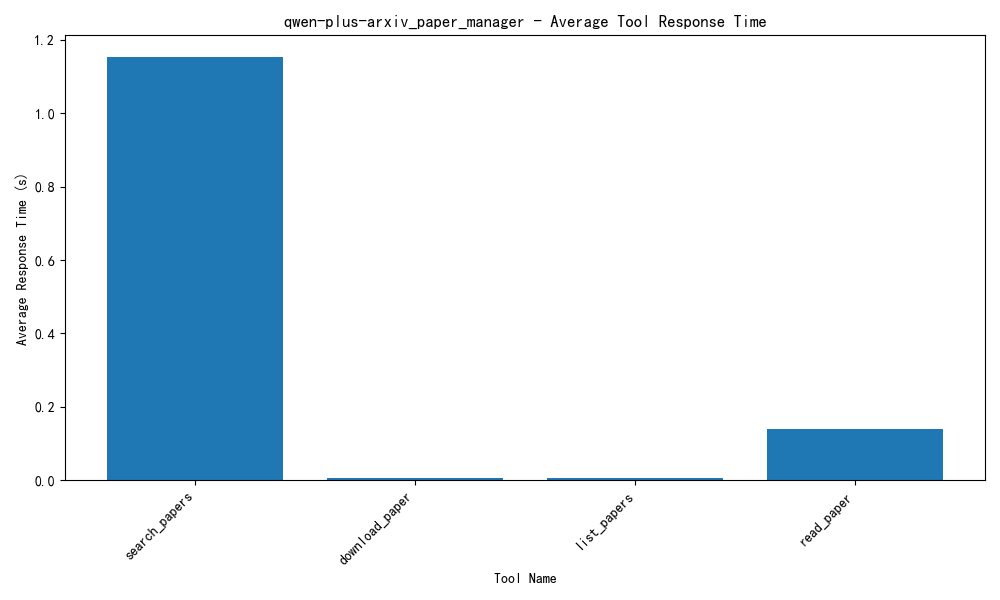 qwen-plus-arxiv_paper_manager - Average Tool Response Time
Average Response Time (s)
1.2
1.0
0.8
0.6
0.4
0.2
0.0
search_papers
download_paper
list_papers
read_paper
Tool Name